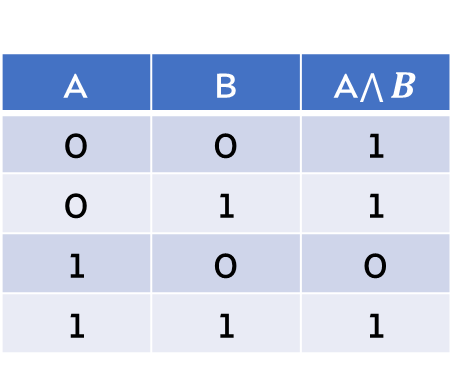 A B A⋀ B
0 0 1
0 1 1
1 0 0
1 1 1